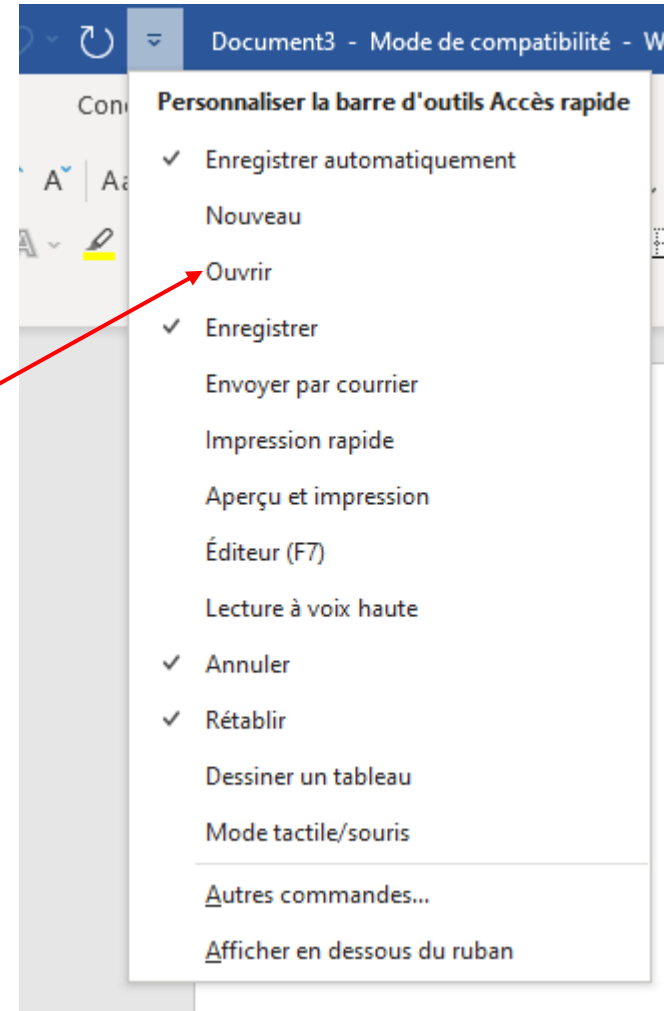 Document3 - Mode de compatibilité - W
Personnaliser la barre d'outils Accès rapide
Enregistrer automatiquement
Nouveau
Ouvrir
Enregistrer
Envoyer par courrier
Impression rapide
Aperçu et impression
Éditeur (F7)
Lecture à voix haute
Annuler
Rétablir
Dessiner un tableau
Mode tactile/souris
Autres commandes...
Afficher en dessous du ruban